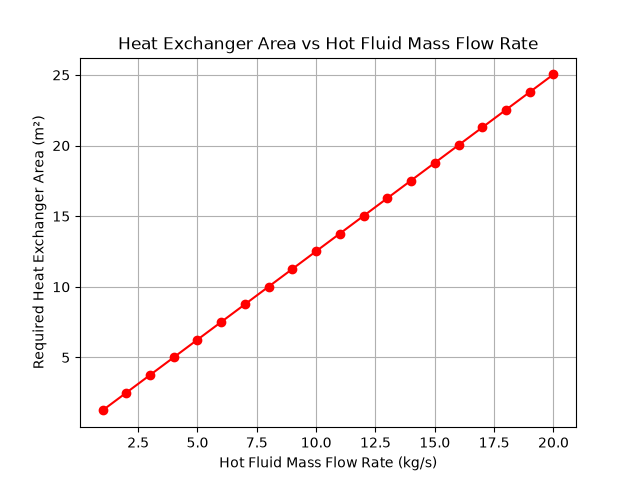 Heat Exchanger Area vs Hot Fluid Mass Flow Rate
Required Heat Exchanger Area (m²)
25
20
15
10
5
2.5 5.0 7.5 10.0 12.5 15.0 17.5 20.0
Hot Fluid Mass Flow Rate (kg/s)